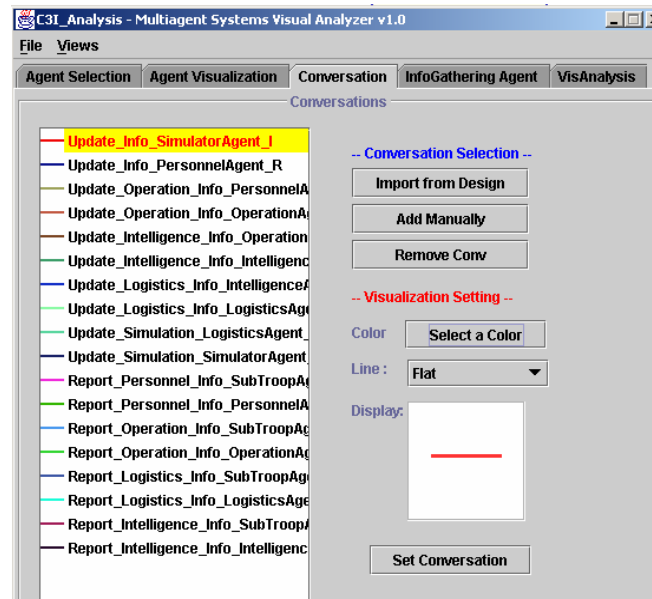 C3I_Analysis - Multiagent Systems Visual Analyzer v1.0
File Views
Agent Selection Agent Visualization Conversation InfoGathering Agent VisAnalysis
Conversations
Update_Info_SimulatorAgent_I
Update_Info_PersonnelAgent_R
Update_Operation_Info_PersonnelA
Update_Operation_Info_OperationA
Update_Intelligence_Info_Operation
Update_Intelligence_Info_Intelligenc
Update_Logistics_Info_IntelligenceA
Update_Logistics_Info_LogisticsAge
Update_Simulation_LogisticsAgent_
Update_Simulation_SimulatorAgent_
Report_Personnel_Info_SubTroopAg
Report_Personnel_Info_PersonnelA
Report_Operation_Info_SubTroopAg
Report_Operation_Info_OperationAg
Report_Logistics_Info_SubTroopAge
Report_Logistics_Info_LogisticsAge
Report_Intelligence_Info_SubTroopA
Report_Intelligence_Info_Intelligenc
-- Conversation Selection --
Import from Design
Add Manually
Remove Conv
-- Visualization Setting --
Color Select a Color
Line : Flat
Display:
Set Conversation